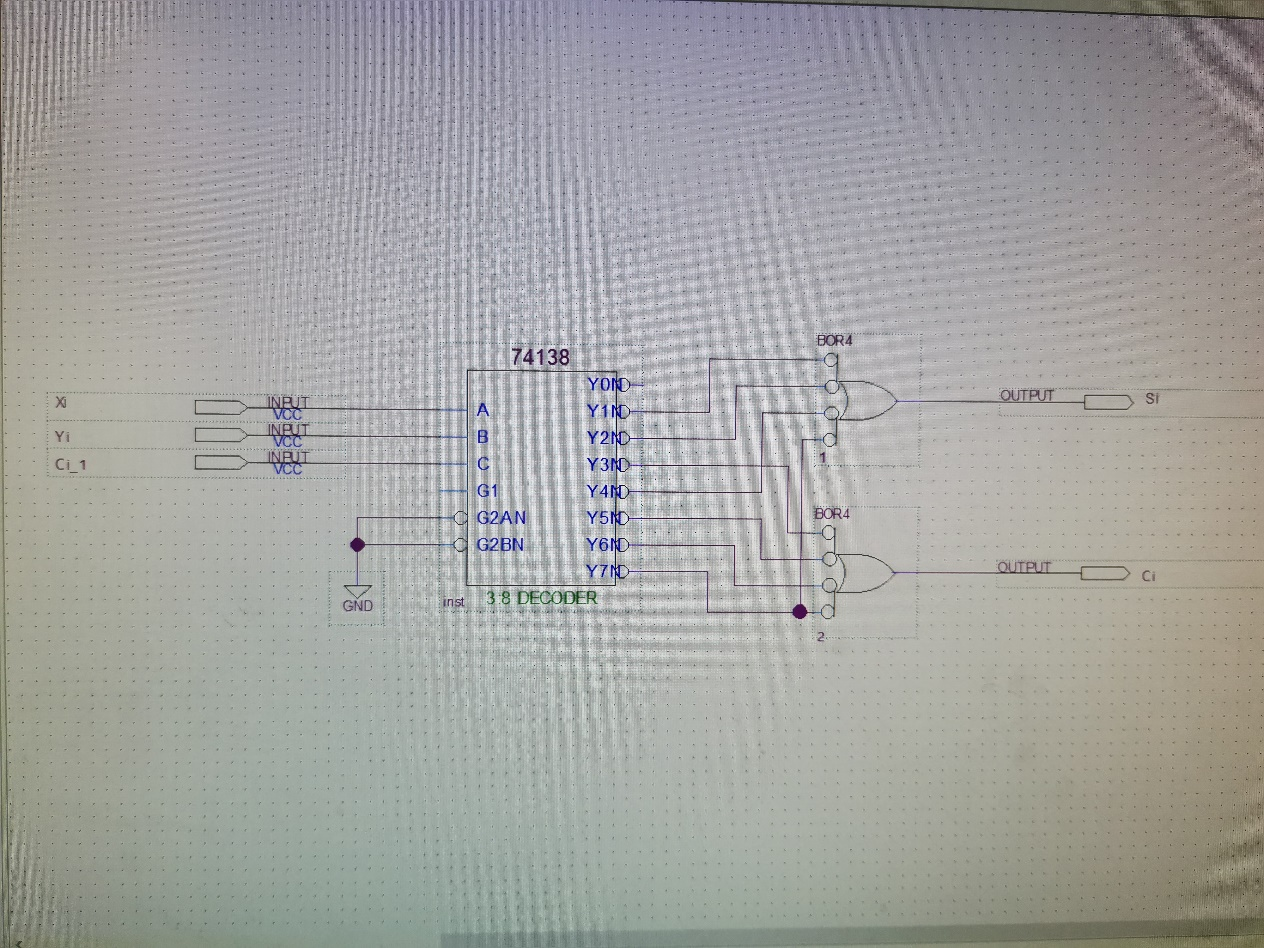 74138
BOR4
Xi
INPUT
VCC
Yi
INPUT
VCC
Ci_1
INPUT
VCC
A
B
C
G1
G2AN
G2BN
Y0N
Y1N
Y2N
Y3N
Y4N
Y5N
Y6N
Y7N
GND
inst
3:8 DECODER
1
OUTPUT
Si
BOR4
2
OUTPUT
Ci